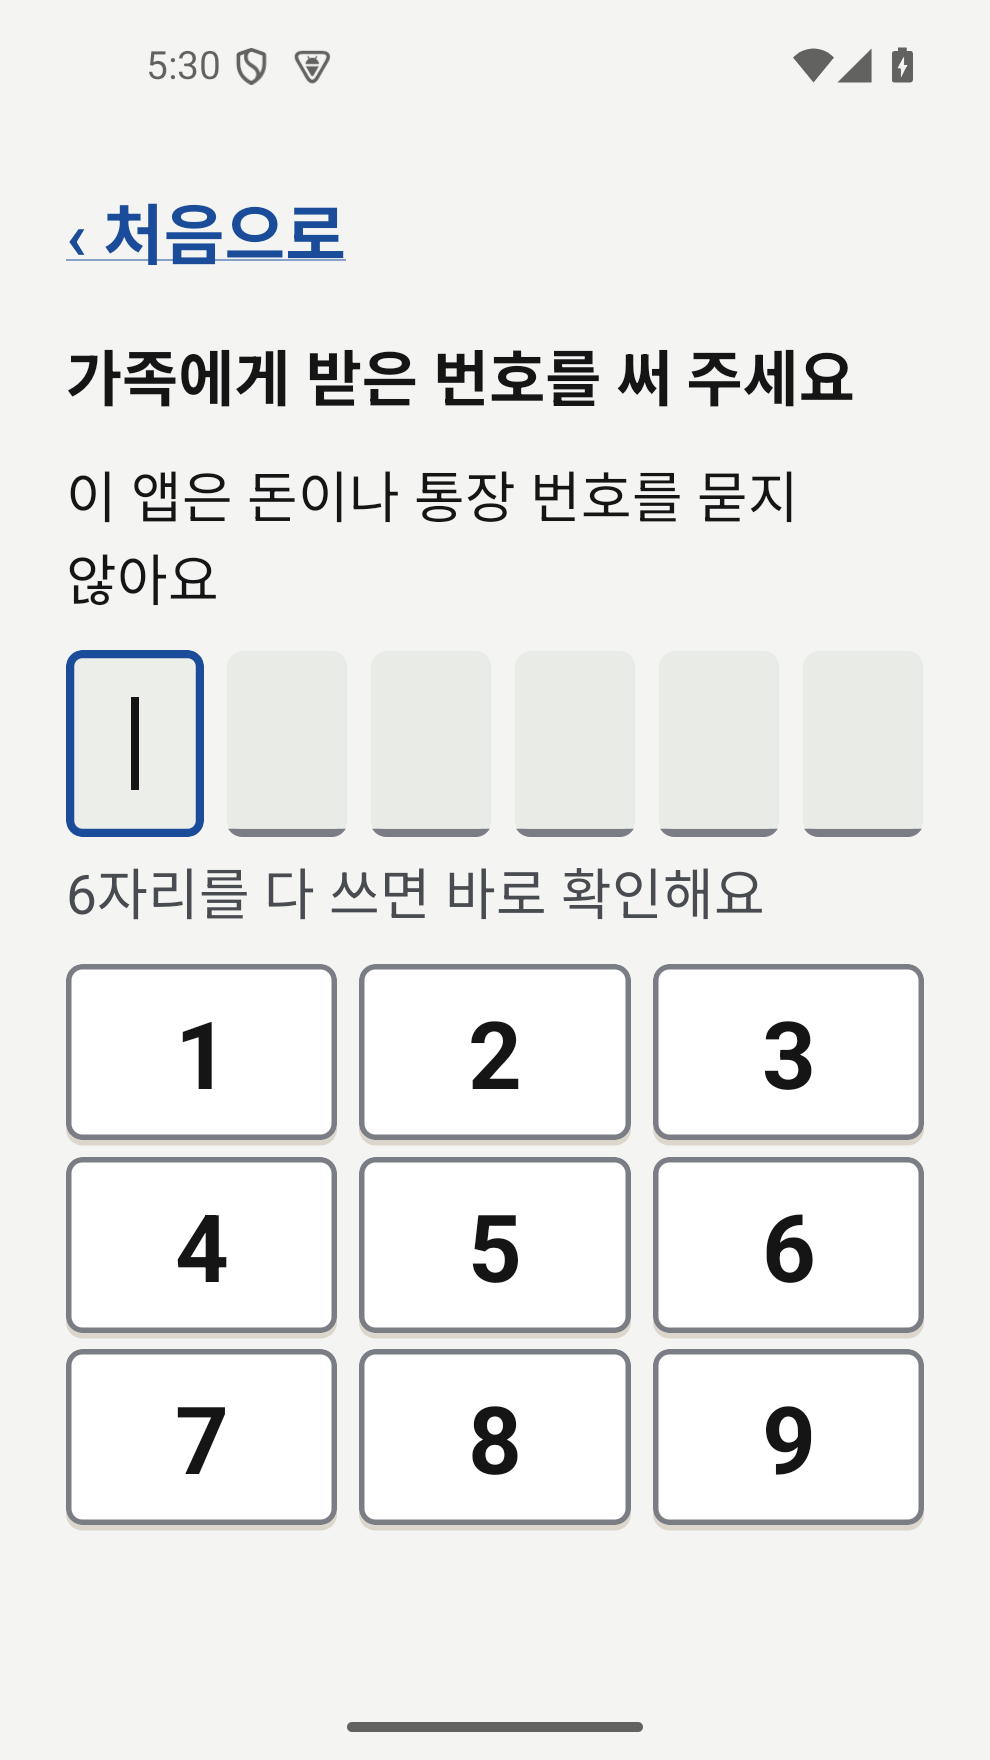 5:30
‹ 처음으로
가족에게 받은 번호를 써 주세요
이 앱은 돈이나 통장 번호를 묻지
않아요
6자리를 다 쓰면 바로 확인해요
1 2 3
4 5 6
7 8 9